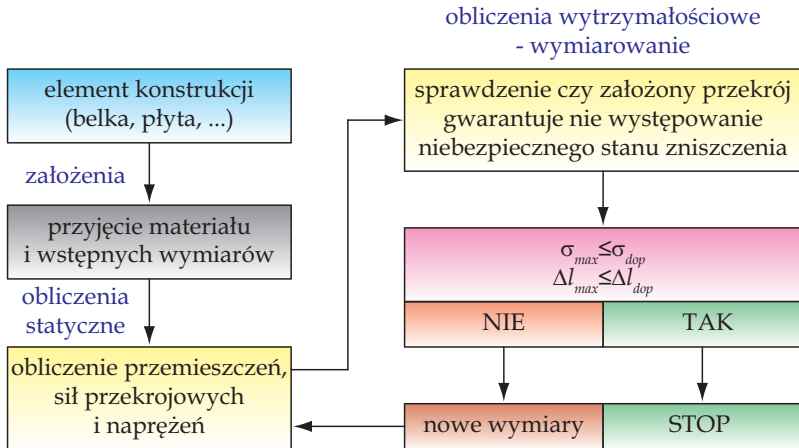 element konstrukcji
(belka, płyta, ...)
założenia
przyjęcie materiału
i wstępnych wymiarów
obliczenia
statyczne
obliczenie przemieszczeń,
sił przekrojowych
i naprężeń
obliczenia wytrzymałościowe
- wymiarowanie
sprawdzenie czy założony przekrój
gwarantuje nie występowanie
niebezpiecznego stanu zniszczenia
σmax≤σdop
Δlmax≤Δldop
NIE
TAK
nowe wymiary
STOP